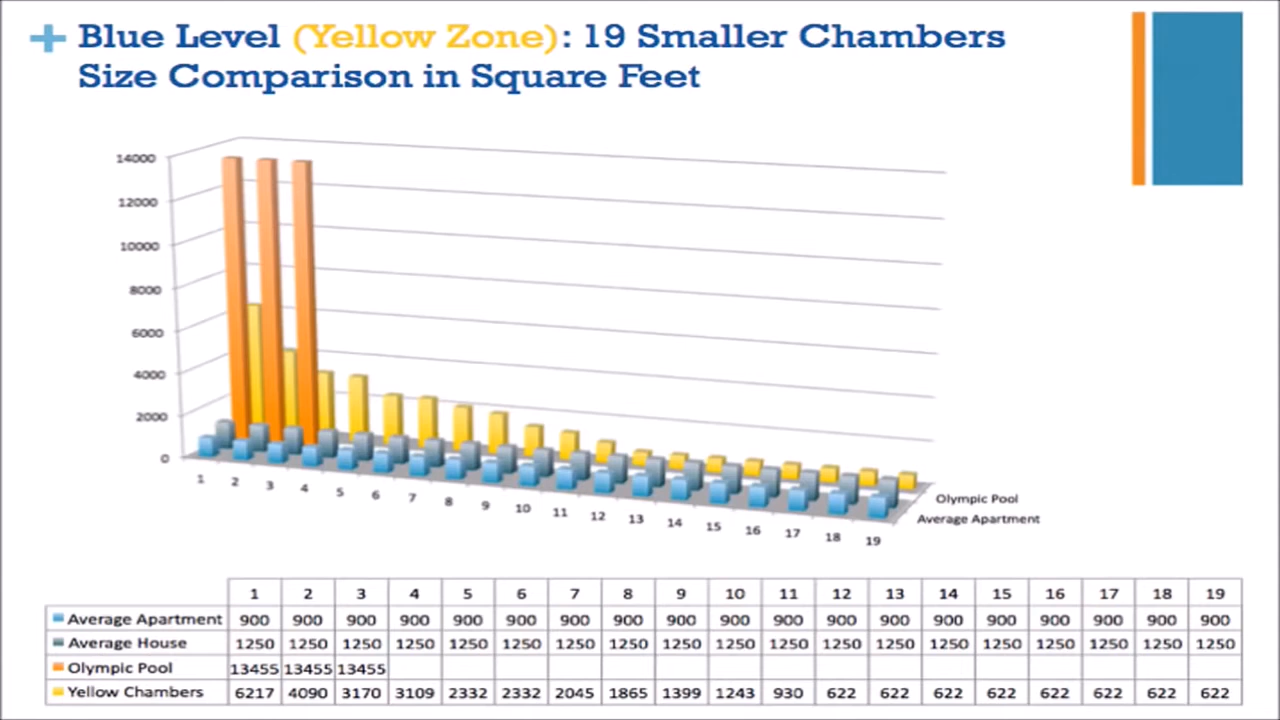 + Blue Level (Yellow Zone): 19 Smaller Chambers
Size Comparison in Square Feet
14000
12000
10000
8000
6000
4000
2000
0
1 2 3 4 5 6 7 8 9 10 11 12 13 14 15 16 17 18 19
Olympic Pool
Average Apartment
1 2 3 4 5 6 7 8 9 10 11 12 13 14 15 16 17 18 19
Average Apartment 900 900 900 900 900 900 900 900 900 900 900 900 900 900 900 900 900 900 900
Average House 1250 1250 1250 1250 1250 1250 1250 1250 1250 1250 1250 1250 1250 1250 1250 1250 1250 1250 1250
Olympic Pool 13455 13455 13455
Yellow Chambers 6217 4090 3170 3109 2332 2332 2045 1865 1399 1243 930 622 622 622 622 622 622 622 622